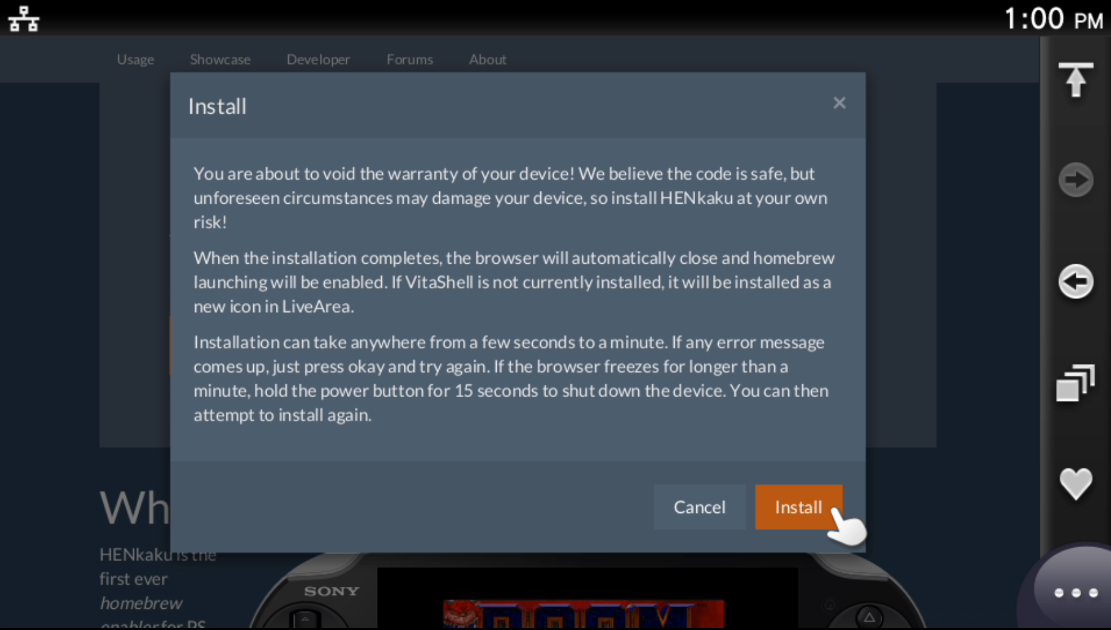 1:00 PM
Usage Showcase Developer Forums About
Install ×
You are about to void the warranty of your device! We believe the code is safe, but
unforeseen circumstances may damage your device, so install HENkaku at your own
risk!
When the installation completes, the browser will automatically close and homebrew
launching will be enabled. If VitaShell is not currently installed, it will be installed as a
new icon in LiveArea.
Installation can take anywhere from a few seconds to a minute. If any error message
comes up, just press okay and try again. If the browser freezes for longer than a
minute, hold the power button for 15 seconds to shut down the device. You can then
attempt to install again.
Cancel Install
Wh
HENkaku is the
first ever
homebrew
enabler for PS
SONY
DOOM